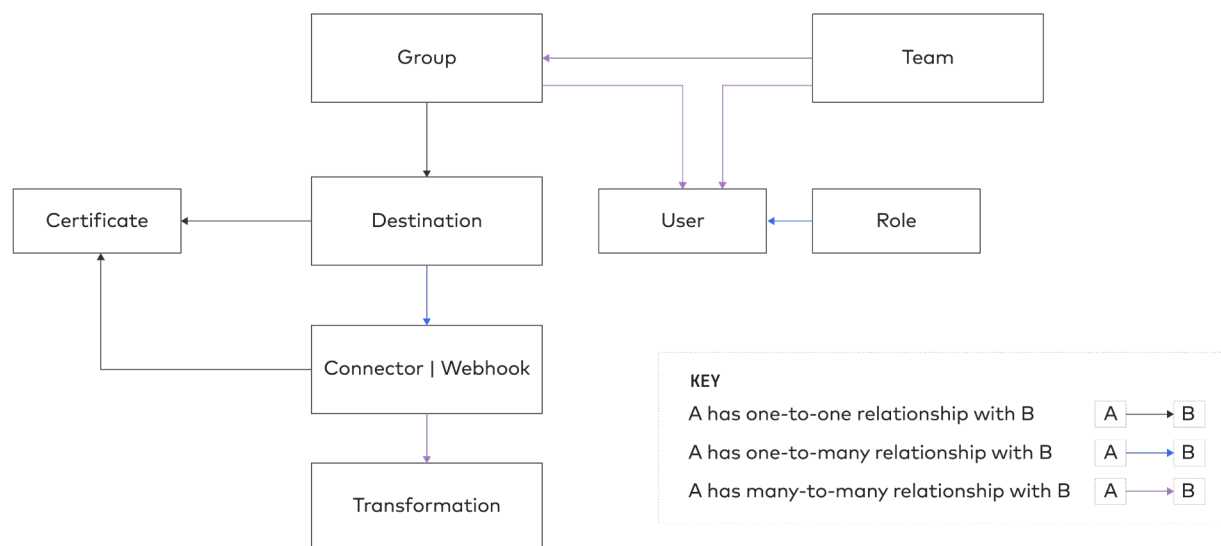 Group
Team
Certificate
Destination
User
Role
Connector | Webhook
KEY
A has one-to-one relationship with B
A
B
A has one-to-many relationship with B
A
B
A has many-to-many relationship with B
A
B
Transformation